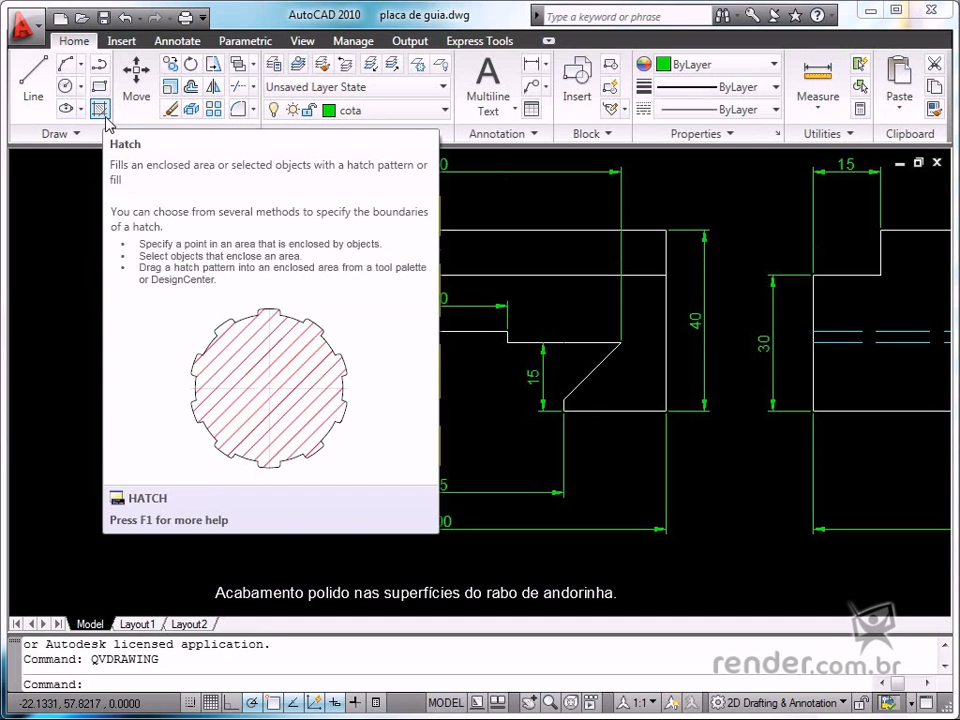 AutoCAD 2010 placa de guia.dwg
Type a keyword or phrase
Home Insert Annotate Parametric View Manage Output Express Tools
Line
Move
Unsaved Layer State
cota
Multiline
Text
Insert
ByLayer
ByLayer
ByLayer
Measure
Paste
Draw
Annotation
Block
Properties
Utilities
Clipboard
Hatch
Fills an enclosed area or selected objects with a hatch pattern or
fill
You can choose from several methods to specify the boundaries
of a hatch.
• Specify a point in an area that is enclosed by objects.
• Select objects that enclose an area.
• Drag a hatch pattern into an enclosed area from a tool palette
or DesignCenter.
HATCH
Press F1 for more help
0
15
0
40
30
15
5
00
Acabamento polido nas superfícies do rabo de andorinha.
Model Layout1 Layout2
or Autodesk licensed application.
Command: QVDRAWING
Command:
render.com.br
-22.1331, 57.8217, 0.0000
MODEL
1:1
2D Drafting & Annotation